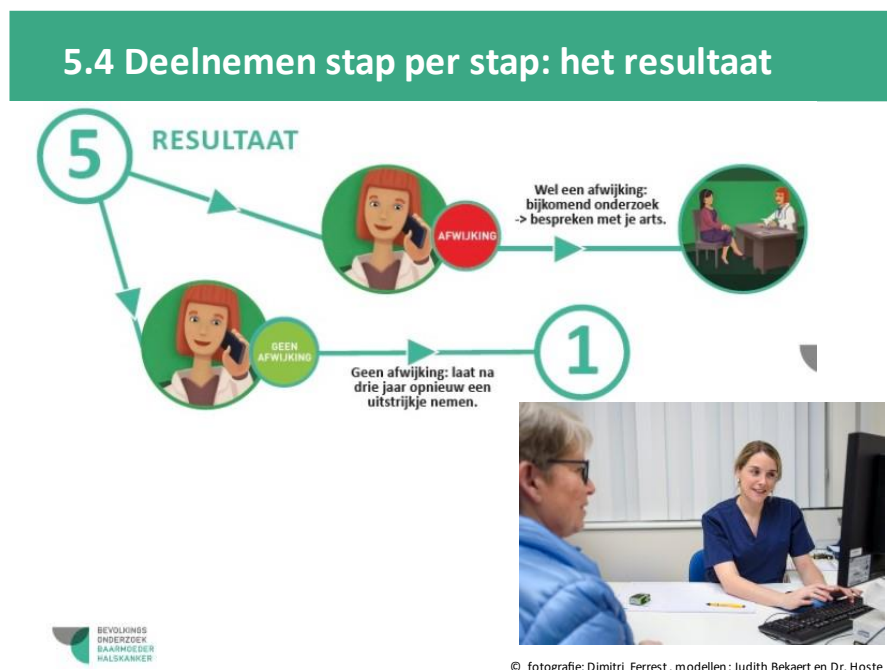 5.4 Deelnemen stap per stap: het resultaat
5
RESULTAAT
AFWIJKING
Wel een afwijking:
bijkomend onderzoek
-> bespreken met je arts.
GEEN
AFWIJKING
Geen afwijking: laat na
drie jaar opnieuw een
uitstrijkje nemen.
1
BEVOLKINGS
ONDERZOEK
BAARMOEDER
HALSKANKER
© fotografie: Dimitri Ferrest, modellen: Judith Bekaert en Dr. Hoste